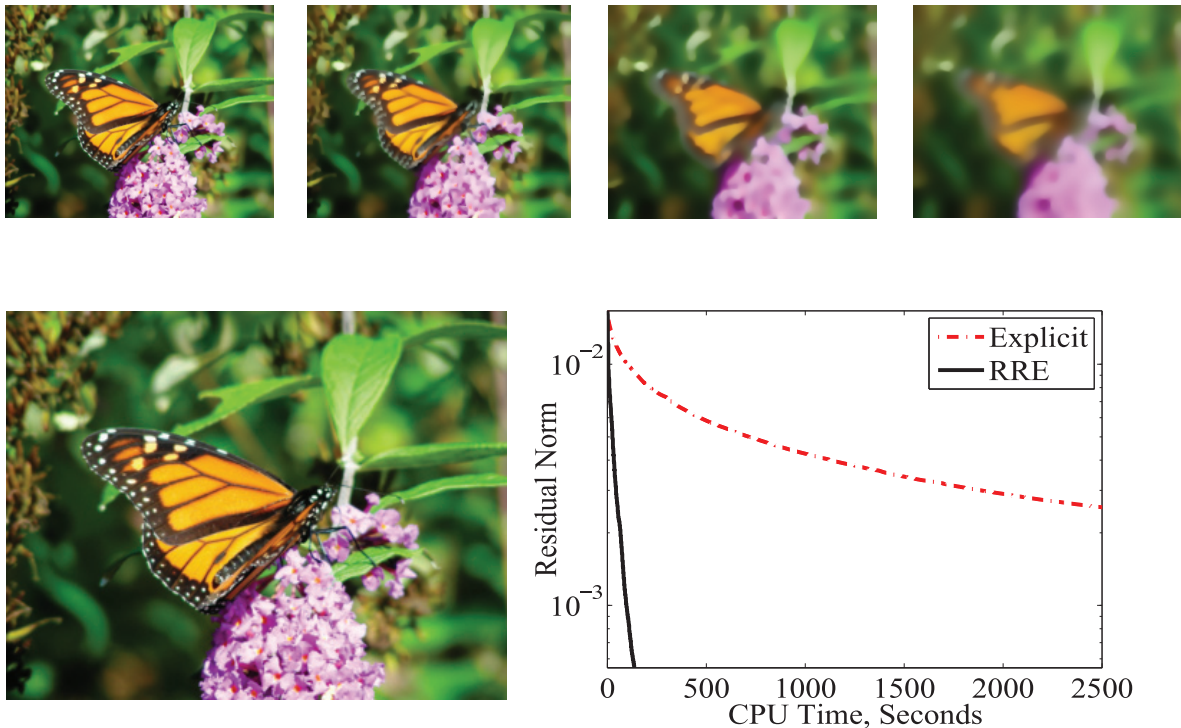 10^{-2}
10^{-3}
Residual Norm
Explicit
RRE
0 500 1000 1500 2000 2500
CPU Time, Seconds